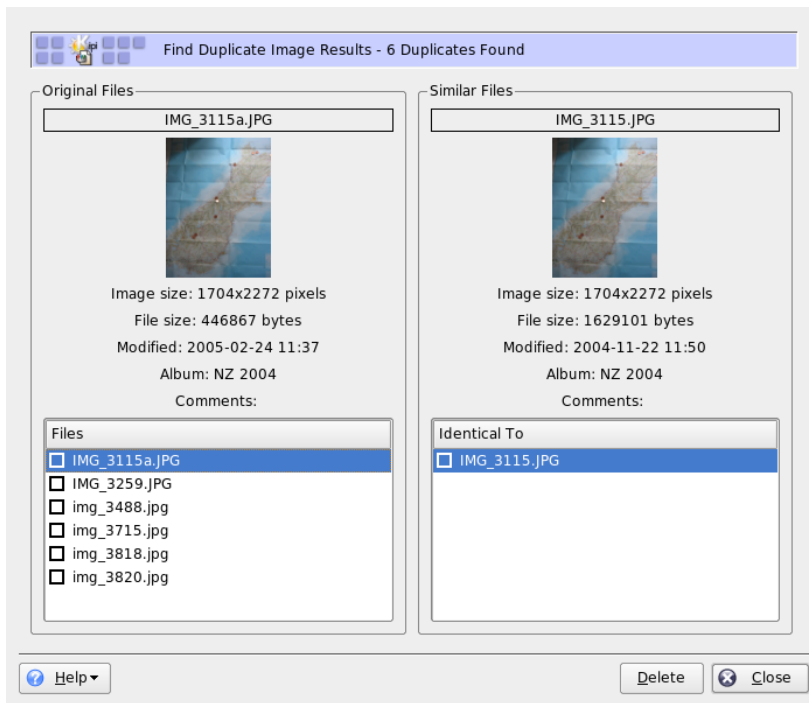 Find Duplicate Image Results - 6 Duplicates Found
Original Files
IMG_3115a.JPG
Image size: 1704x2272 pixels
File size: 446867 bytes
Modified: 2005-02-24 11:37
Album: NZ 2004
Comments:
Files
IMG_3115a.JPG
IMG_3259.JPG
img_3488.jpg
img_3715.jpg
img_3818.jpg
img_3820.jpg
Similar Files
IMG_3115.JPG
Image size: 1704x2272 pixels
File size: 1629101 bytes
Modified: 2004-11-22 11:50
Album: NZ 2004
Comments:
Identical To
IMG_3115.JPG
Help
Delete
Close